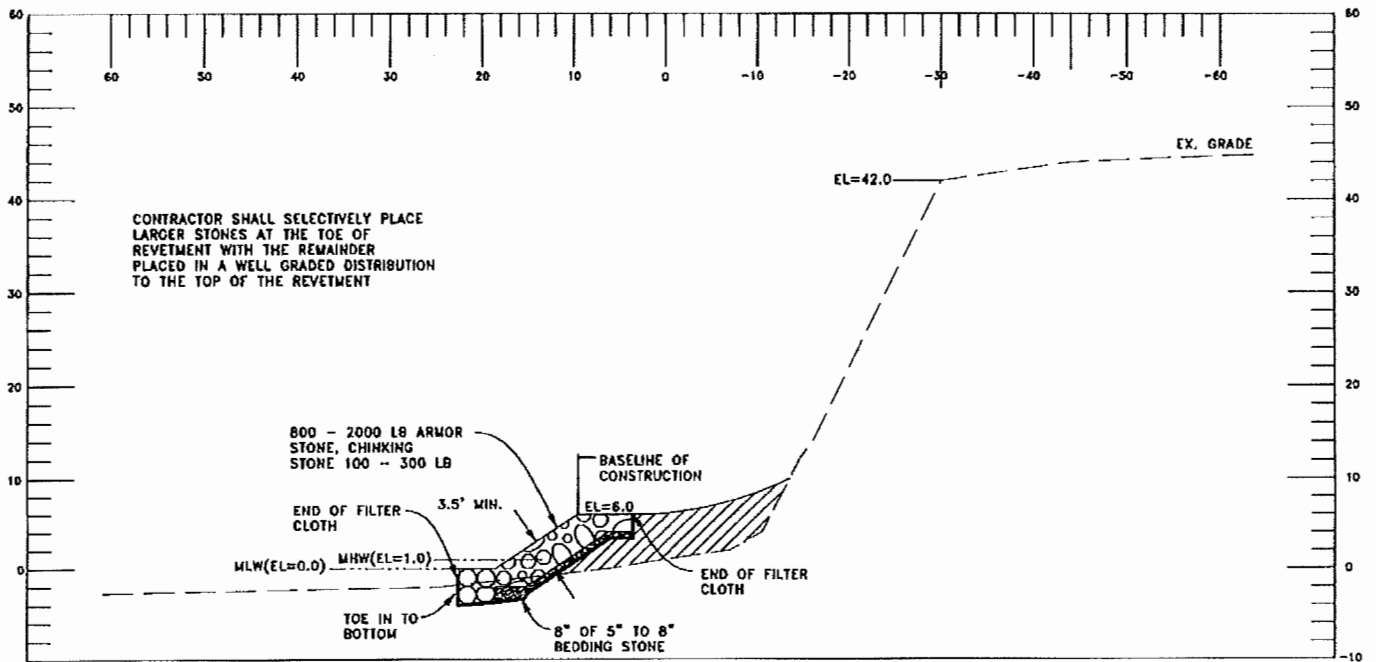 60
60
60 50 40 30 20 10 0 -10 -20 -30 -40 -50 -60
50
50
EX. GRADE
EL=42.0
40
40
CONTRACTOR SHALL SELECTIVELY PLACE
LARGER STONES AT THE TOE OF
REVETMENT WITH THE REMAINDER
PLACED IN A WELL GRADED DISTRIBUTION
TO THE TOP OF THE REVETMENT
30
30
20
20
800 - 2000 LB ARMOR
STONE, CHINKING
STONE 100 - 300 LB
BASELINE OF
CONSTRUCTION
10
10
3.5' MIN.
EL=6.0
END OF FILTER
CLOTH
MLW(EL=0.0)
MHW(EL=1.0)
0
0
END OF FILTER
CLOTH
TOE IN TO
BOTTOM
8" OF 5" TO 8"
BEDDING STONE
-10